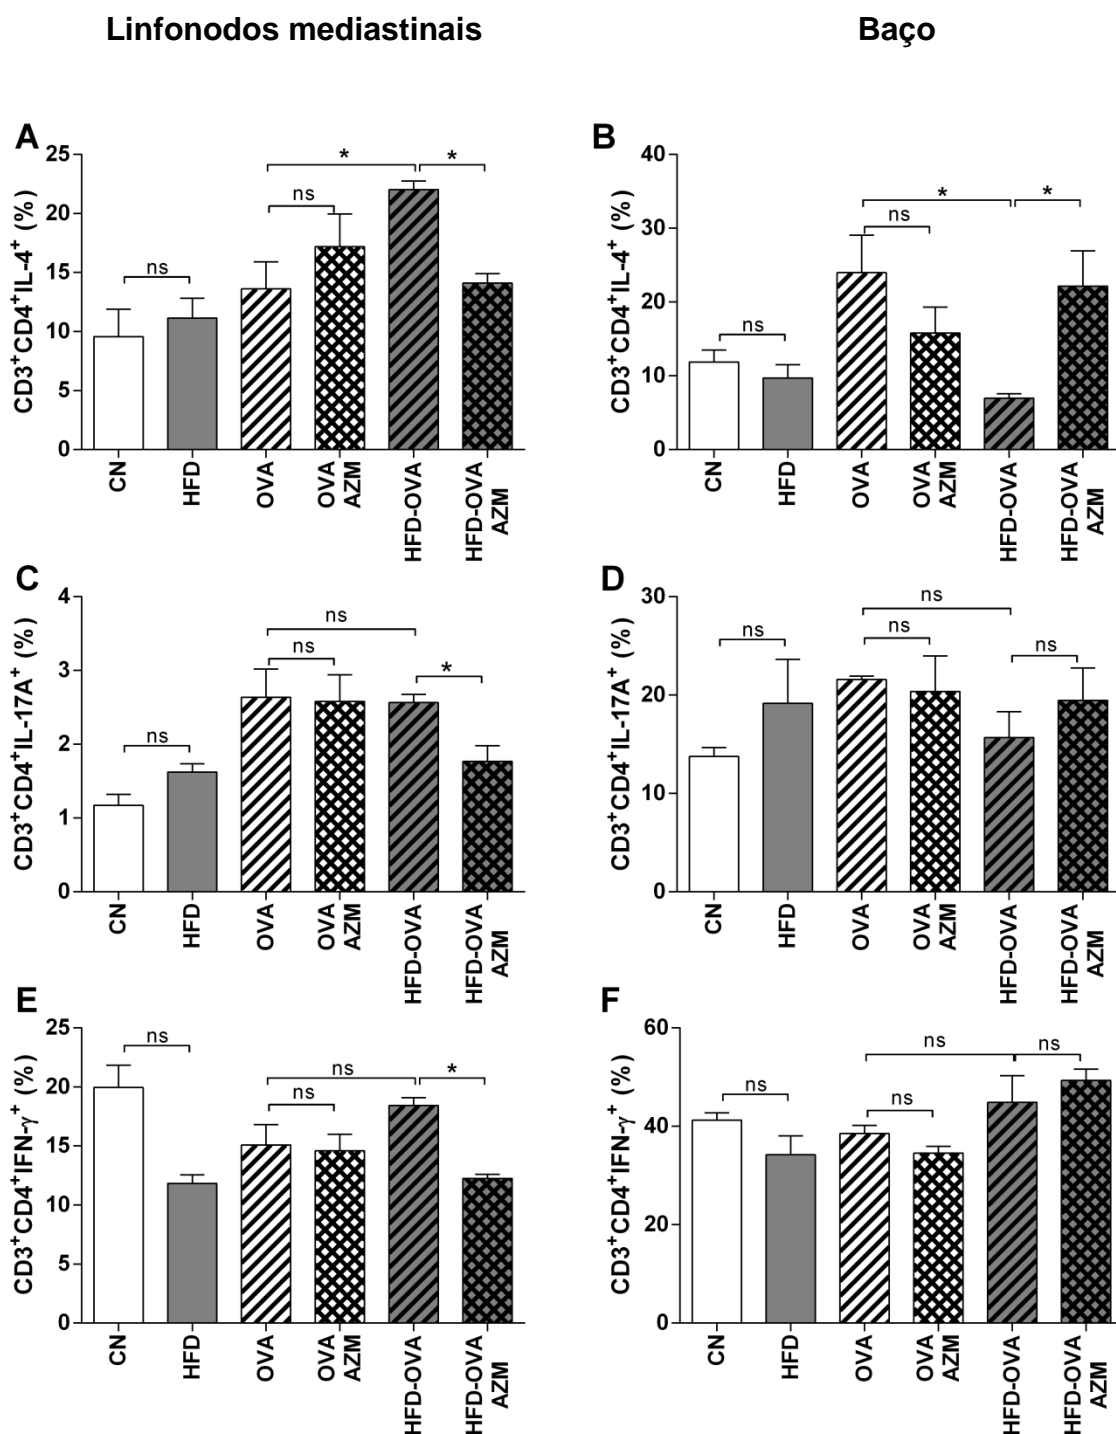 Linfonodos mediastinais
Baço
A
CD3⁺CD4⁺IL-4⁺ (%)
25
20
15
10
5
0
ns
ns
*
*
CN
HFD
OVA
OVA
AZM
HFD-OVA
HFD-OVA
AZM
B
CD3⁺CD4⁺IL-4⁺ (%)
40
30
20
10
0
ns
ns
*
*
CN
HFD
OVA
OVA
AZM
HFD-OVA
HFD-OVA
AZM
C
CD3⁺CD4⁺IL-17A⁺ (%)
4
3
2
1
0
ns
ns
ns
*
CN
HFD
OVA
OVA
AZM
HFD-OVA
HFD-OVA
AZM
D
CD3⁺CD4⁺IL-17A⁺ (%)
30
20
10
0
ns
ns
ns
ns
CN
HFD
OVA
OVA
AZM
HFD-OVA
HFD-OVA
AZM
E
CD3⁺CD4⁺IFN-γ⁺ (%)
25
20
15
10
5
0
ns
ns
ns
*
CN
HFD
OVA
OVA
AZM
HFD-OVA
HFD-OVA
AZM
F
CD3⁺CD4⁺IFN-γ⁺ (%)
60
40
20
0
ns
ns
ns
ns
CN
HFD
OVA
OVA
AZM
HFD-OVA
HFD-OVA
AZM